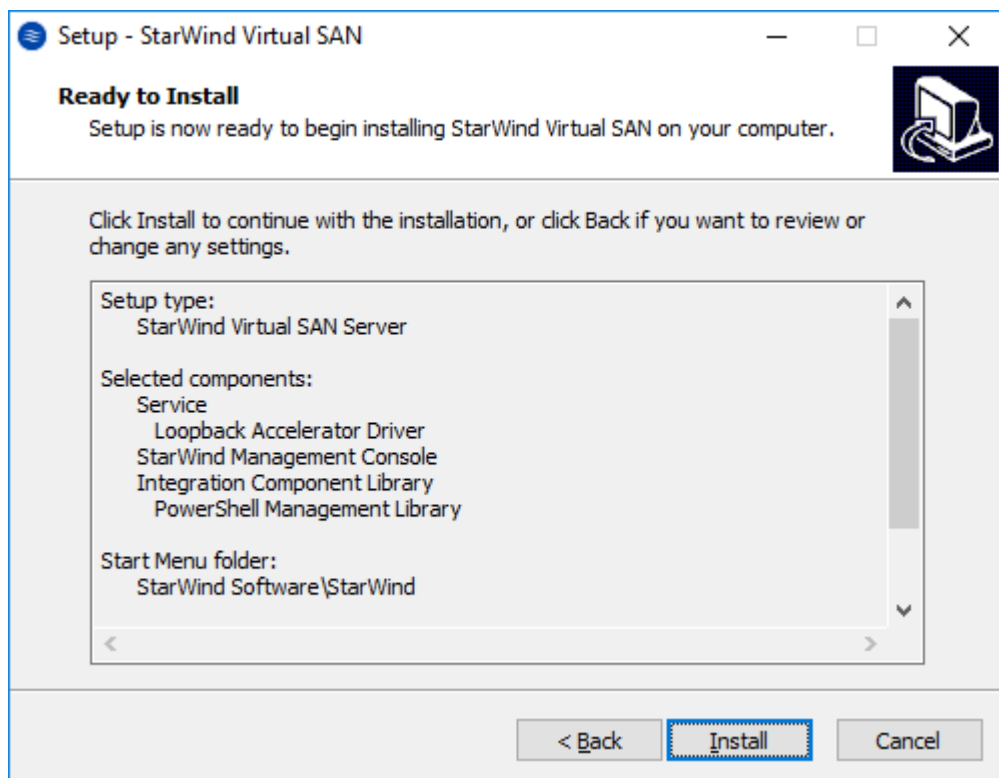 Setup - StarWind Virtual SAN
Ready to Install
Setup is now ready to begin installing StarWind Virtual SAN on your computer.
Click Install to continue with the installation, or click Back if you want to review or
change any settings.
Setup type:
StarWind Virtual SAN Server
Selected components:
Service
Loopback Accelerator Driver
StarWind Management Console
Integration Component Library
PowerShell Management Library
Start Menu folder:
StarWind Software\StarWind
< Back
Install
Cancel